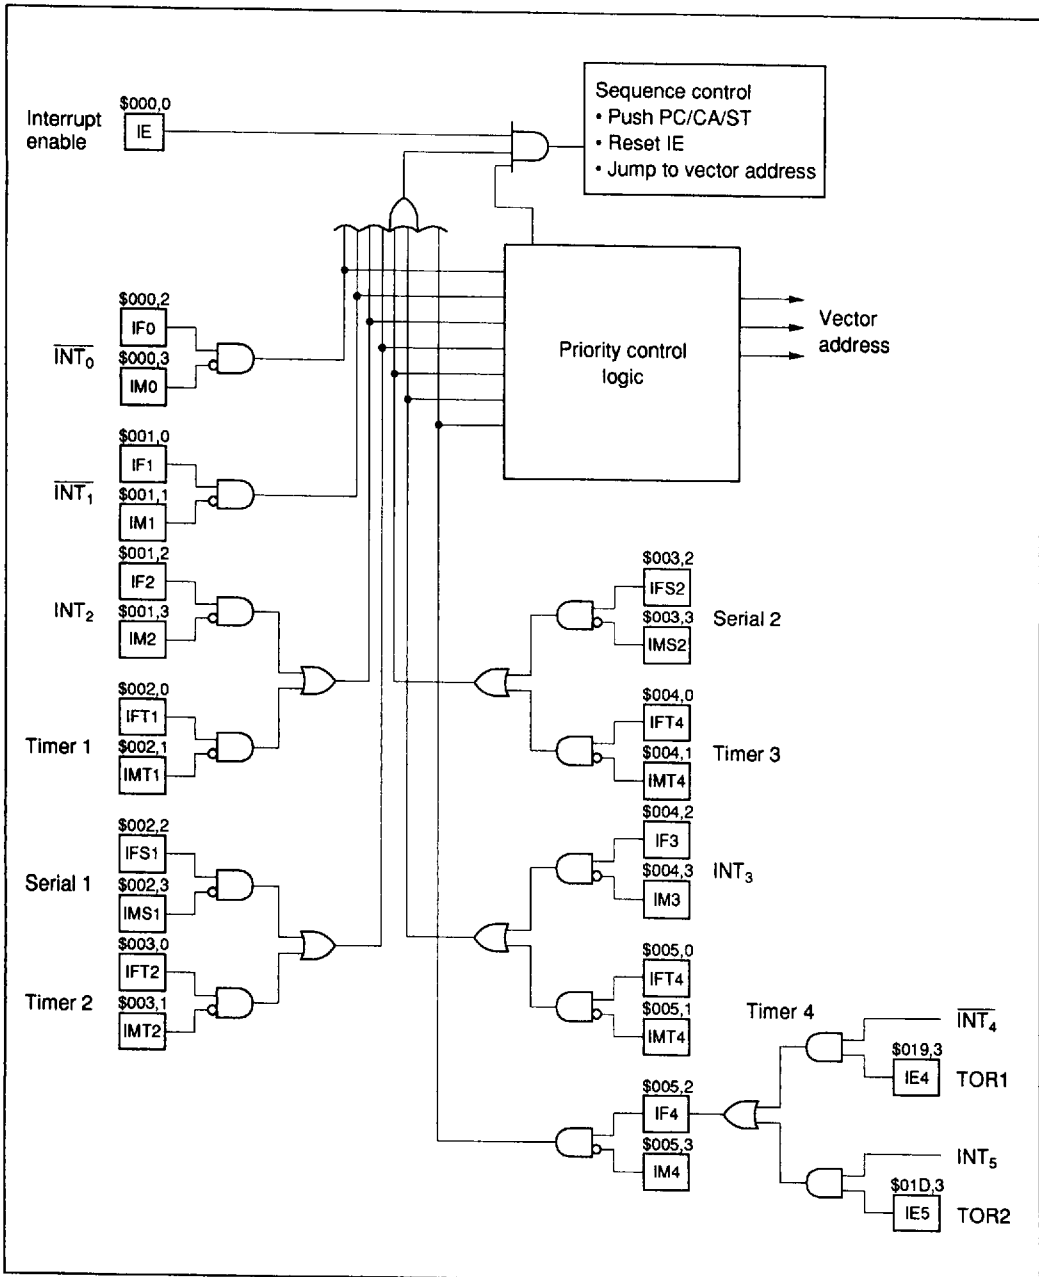 Sequence control
• Push PC/CA/ST
• Reset IE
• Jump to vector address
Interrupt
enable
$000,0
IE
Priority control
logic
Vector
address
$000,2
IF0
$000,3
IM0
INT0
$001,0
IF1
$001,1
IM1
INT1
$001,2
IF2
$001,3
IM2
INT2
$002,0
IFT1
$002,1
IMT1
Timer 1
$002,2
IFS1
$002,3
IMS1
Serial 1
$003,0
IFT2
$003,1
IMT2
Timer 2
$003,2
IFS2
$003,3
IMS2
Serial 2
$004,0
IFT4
$004,1
IMT4
Timer 3
$004,2
IF3
$004,3
IM3
INT3
$005,0
IFT4
$005,1
IMT4
Timer 4
$005,2
IF4
$005,3
IM4
INT4
$019,3
IE4
TOR1
INT5
$01D,3
IE5
TOR2